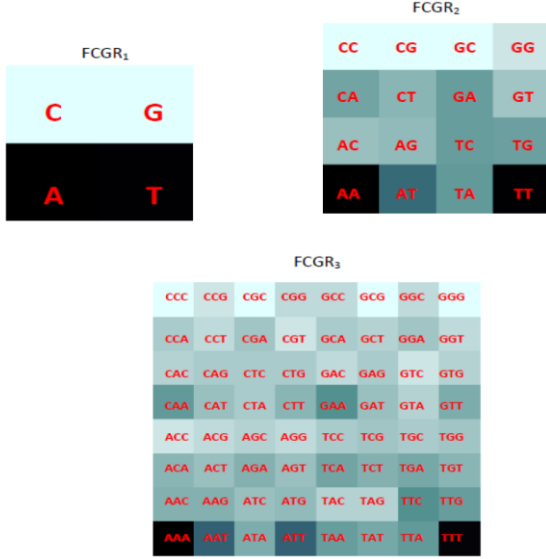 FCGR₁
C G
A T
FCGR₂
CC CG GC GG
CA CT GA GT
AC AG TC TG
AA AT TA TT
FCGR₃
CCC CCG CGC CGG GCC GCG GGC GGG
CCA CCT CGA CGT GCA GCT GGA GGT
CAC CAG CTC CTG GAC GAG GTC GTG
CAA CAT CTA CTT GAA GAT GTA GTT
ACC ACG AGC AGG TCC TCG TGC TGG
ACA ACT AGA AGT TCA TCT TGA TGT
AAC AAG ATC ATG TAC TAG TTC TTG
AAA AAT ATA ATT TAA TAT TTA TTT